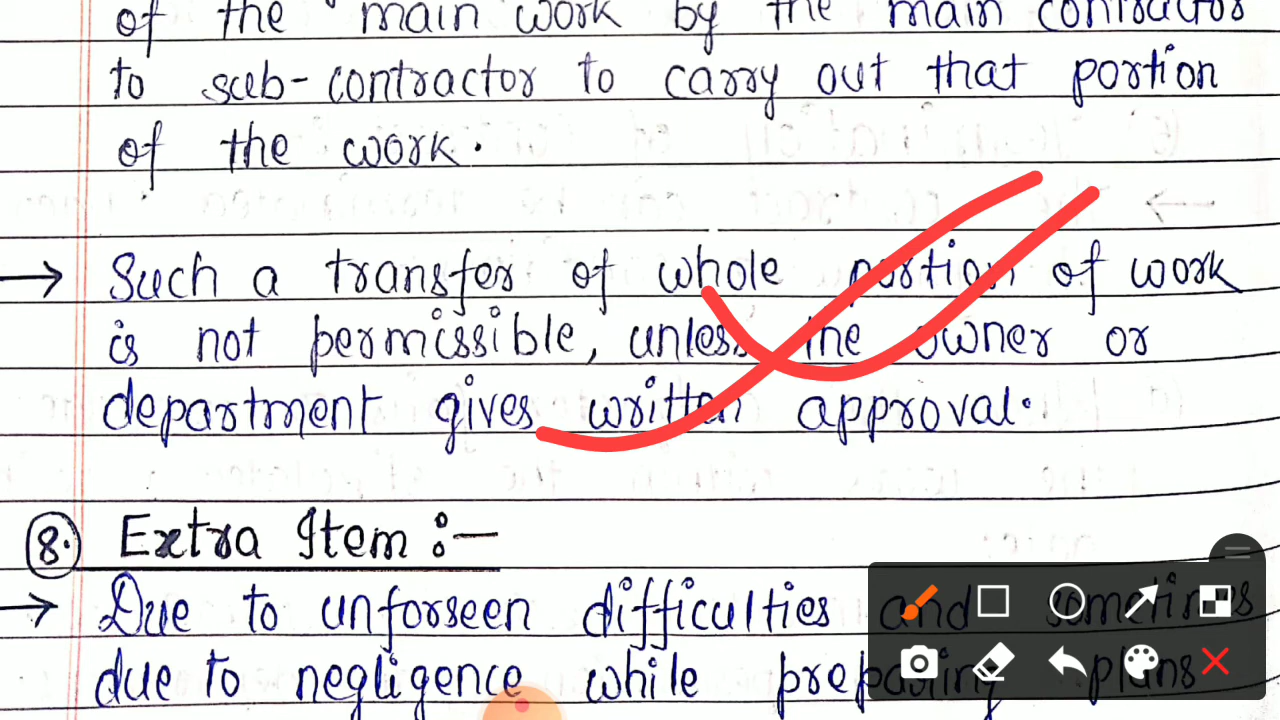 of the main work by the main contractor
to sub-contractor to carry out that portion
of the work.
→ Such a transfer of whole portion of work
is not permissible, unless the owner or
department gives written approval.
8. Extra Item :-
→ Due to unforseen difficulties and sometimes
due to negligence while preparing plans